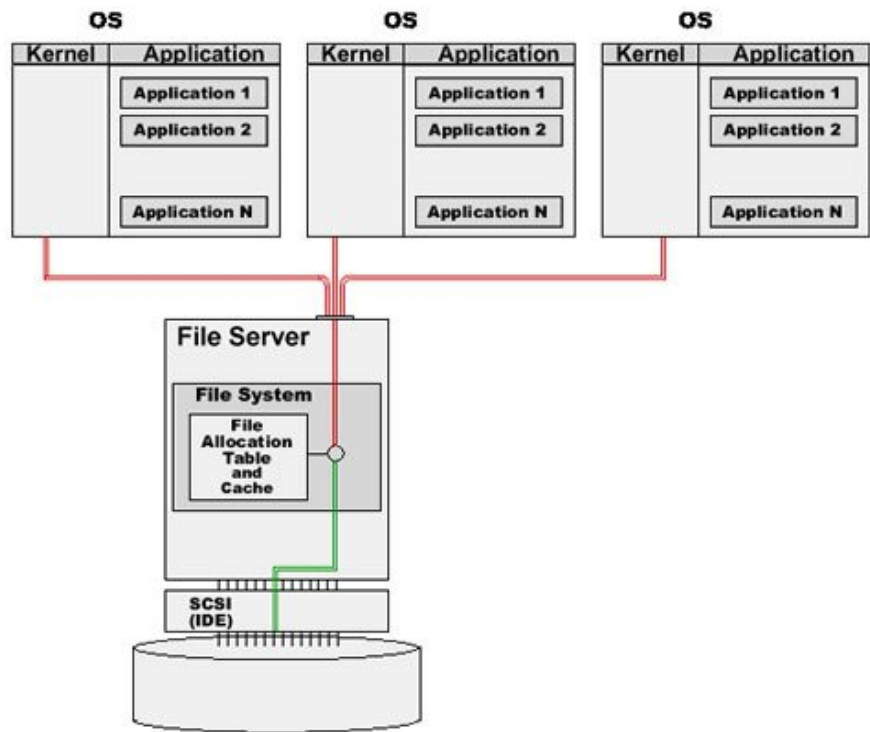 OS
OS
OS
Kernel
Application
Kernel
Application
Kernel
Application
Application 1
Application 2
Application N
Application 1
Application 2
Application N
Application 1
Application 2
Application N
File Server
File System
File
Allocation
Table
and
Cache
SCSI
(IDE)